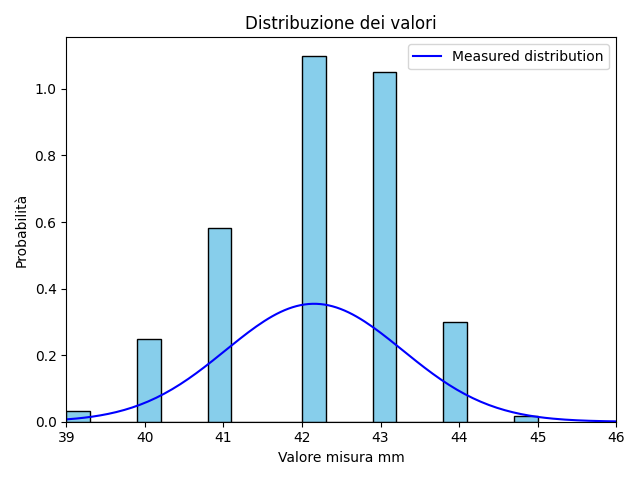 Distribuzione dei valori
Measured distribution
Probabilità
1.0
0.8
0.6
0.4
0.2
0.0
39 40 41 42 43 44 45 46
Valore misura mm